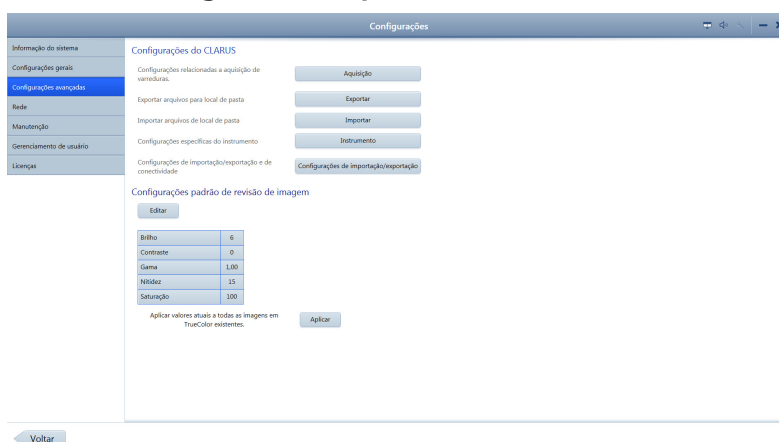 Configurações
Informação do sistema
Configurações gerais
Configurações avançadas
Rede
Manutenção
Gerenciamento de usuário
Licenças
Configurações do CLARUS
Configurações relacionadas a aquisição de
varreduras.
Aquisição
Exportar arquivos para local de pasta
Exportar
Importar arquivos de local de pasta
Importar
Configurações específicas do instrumento
Instrumento
Configurações de importação/exportação e de
conectividade
Configurações de importação/exportação
Configurações padrão de revisão de imagem
Editar
Brilho 6
Contraste 0
Gama 1,00
Nitidez 15
Saturação 100
Aplicar valores atuais a todas as imagens em
TrueColor existentes.
Aplicar
Voltar